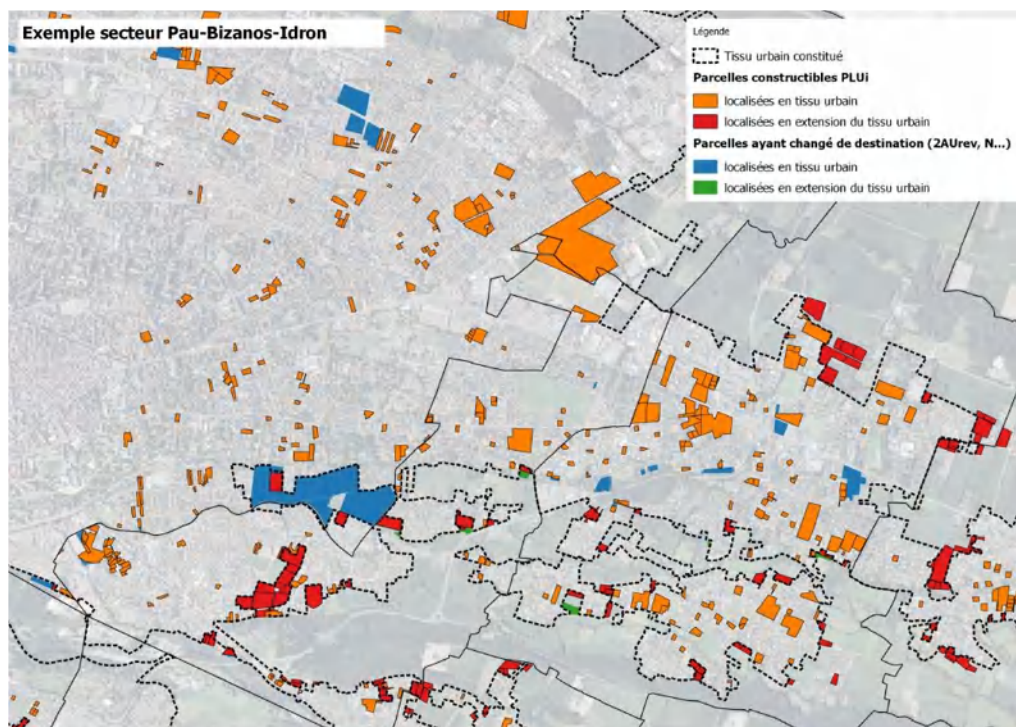 Exemple secteur Pau-Bizanos-Idron
Légende
Tissu urbain constitué
Parcelles constructibles PLUi
localisées en tissu urbain
localisées en extension du tissu urbain
Parcelles ayant changé de destination (2AUrev, N...)
localisées en tissu urbain
localisées en extension du tissu urbain